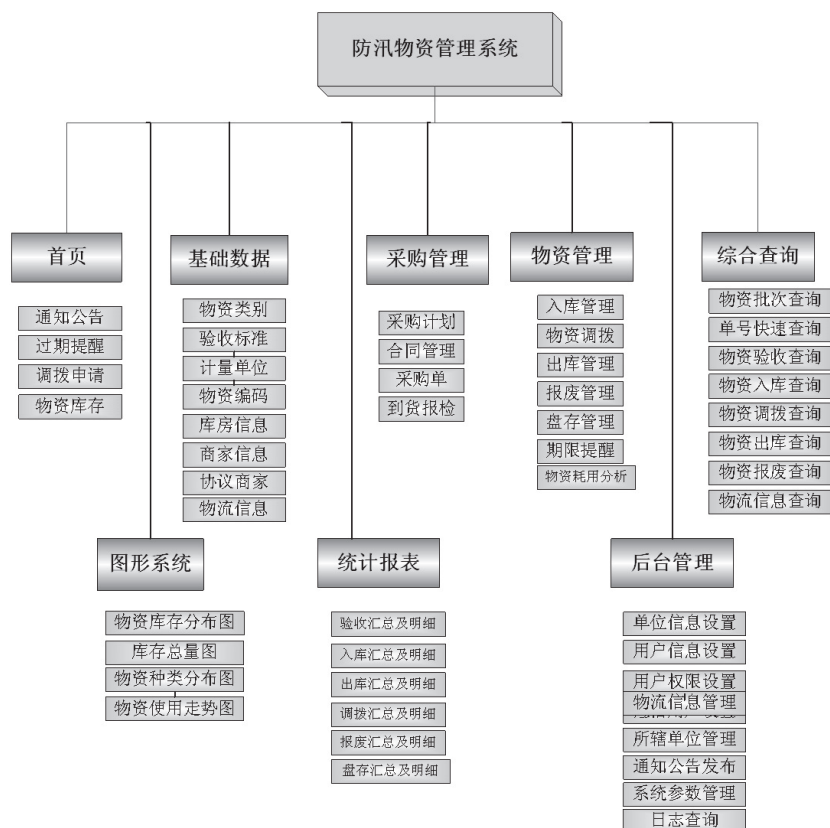 防汛物资管理系统
首页
通知公告
过期提醒
调拨申请
物资库存
基础数据
物资类别
验收标准
计量单位
物资编码
库房信息
商家信息
协议商家
物流信息
采购管理
采购计划
合同管理
采购单
到货报检
物资管理
入库管理
物资调拨
出库管理
报废管理
盘存管理
期限提醒
物资耗用分析
综合查询
物资批次查询
单号快速查询
物资验收查询
物资入库查询
物资调拨查询
物资出库查询
物资报废查询
物流信息查询
图形系统
物资库存分布图
库存总量图
物资种类分布图
物资使用走势图
统计报表
验收汇总及明细
入库汇总及明细
出库汇总及明细
调拨汇总及明细
报废汇总及明细
盘存汇总及明细
后台管理
单位信息设置
用户信息设置
用户权限设置
物流信息管理
所辖单位管理
通知公告发布
系统参数管理
日志查询